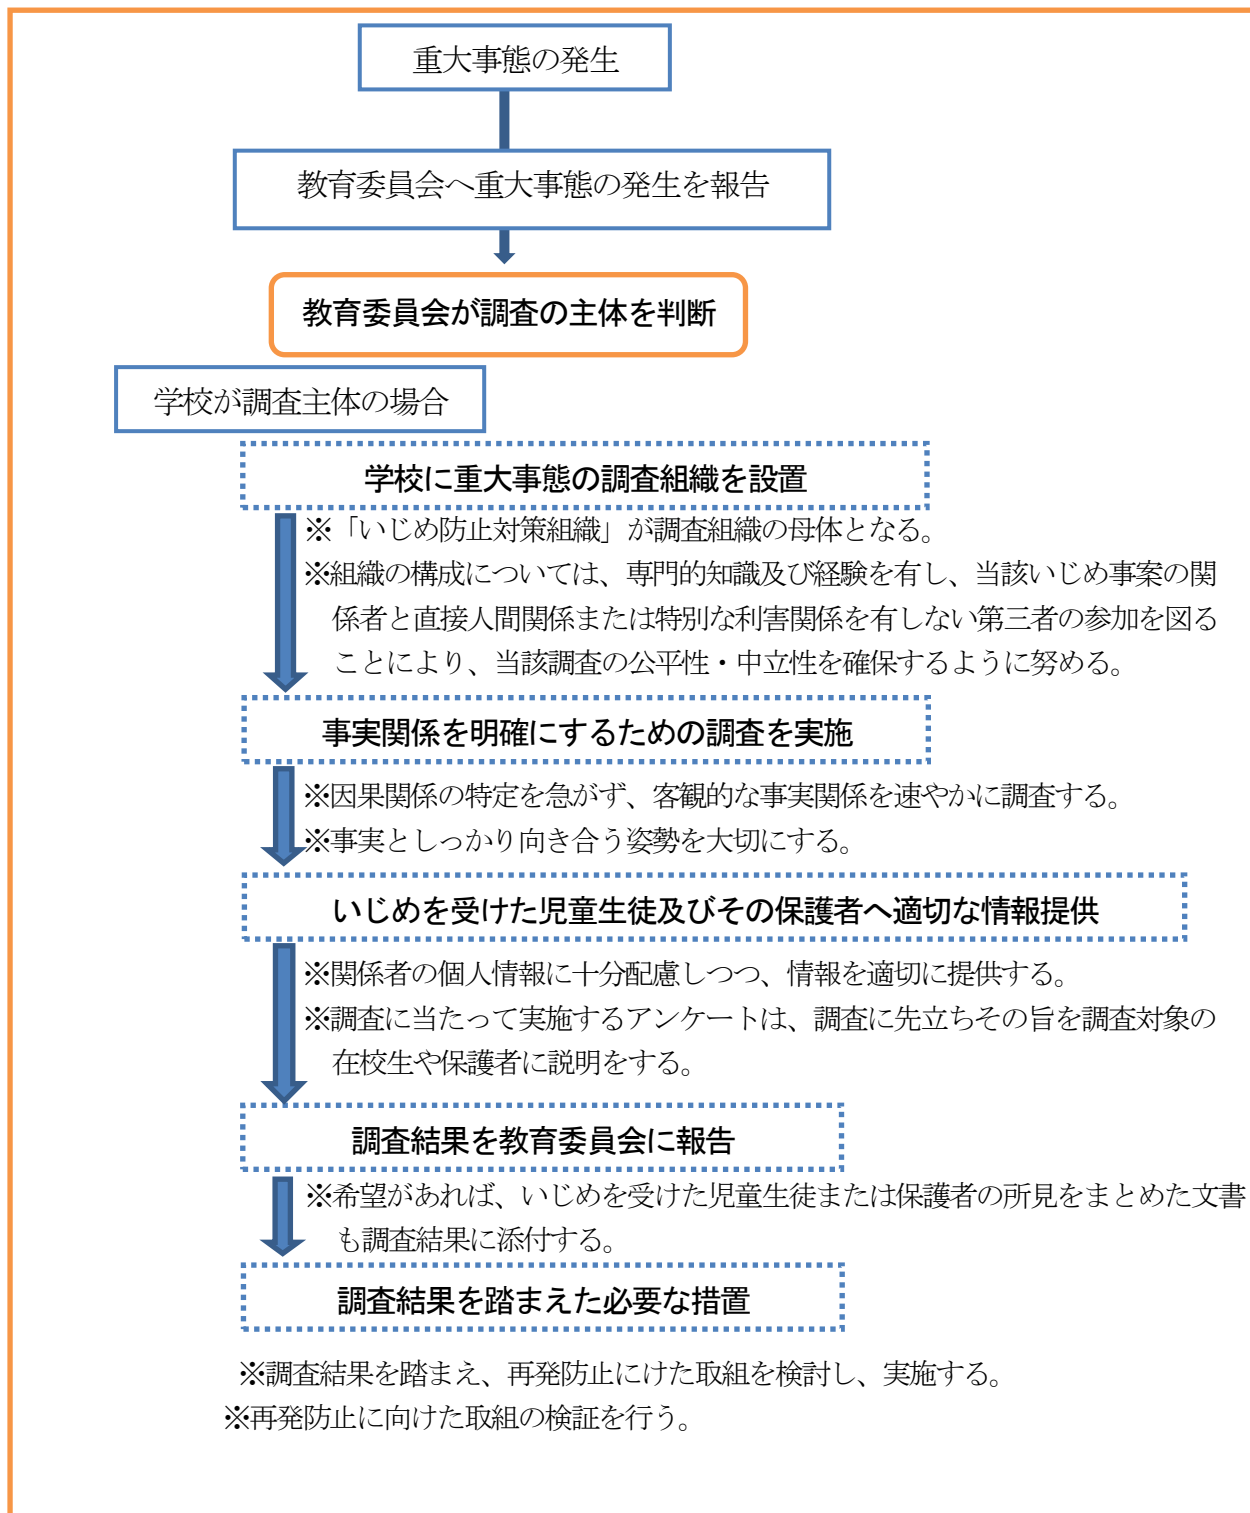 重大事態の発生
教育委員会へ重大事態の発生を報告
教育委員会が調査の主体を判断
学校が調査主体の場合
学校に重大事態の調査組織を設置
※「いじめ防止対策組織」が調査組織の母体となる。
※組織の構成については、専門的知識及び経験を有し、当該いじめ事案の関
係者と直接人間関係または特別な利害関係を有しない第三者の参加を図る
ことにより、当該調査の公平性・中立性を確保するように努める。
事実関係を明確にするための調査を実施
※因果関係の特定を急がず、客観的な事実関係を速やかに調査する。
※事実としっかり向き合う姿勢を大切にする。
いじめを受けた児童生徒及びその保護者へ適切な情報提供
※関係者の個人情報に十分配慮しつつ、情報を適切に提供する。
※調査に当たって実施するアンケートは、調査に先立ちその旨を調査対象の
在校生や保護者に説明をする。
調査結果を教育委員会に報告
※希望があれば、いじめを受けた児童生徒または保護者の所見をまとめた文書
も調査結果に添付する。
調査結果を踏まえた必要な措置
※調査結果を踏まえ、再発防止にけた取組を検討し、実施する。
※再発防止に向けた取組の検証を行う。